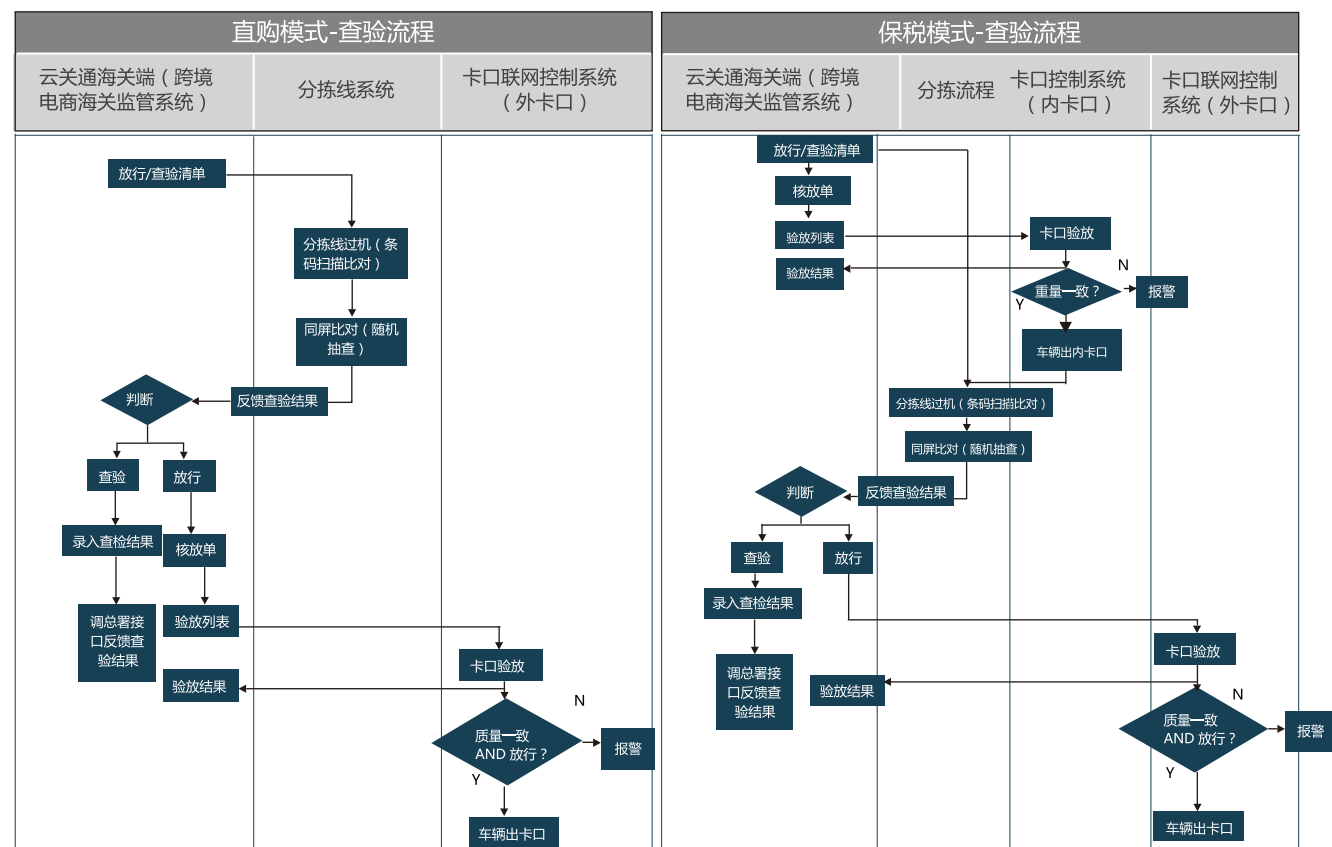 直购模式-查验流程
云关通海关端（跨境
电商海关监管系统）
分拣线系统
卡口联网控制系统
（外卡口）
放行/查验清单
分拣线过机（条
码扫描比对）
同屏比对（随机
抽查）
判断
反馈查验结果
查验
放行
录入查检结果
核放单
调总署接
口反馈查
验结果
验放列表
卡口验放
验放结果
N
质量一致
AND 放行？
报警
Y
车辆出卡口
保税模式-查验流程
云关通海关端（跨境
电商海关监管系统）
分拣流程
卡口控制系统
（内卡口）
卡口联网控制
系统（外卡口）
放行/查验清单
核放单
验放列表
卡口验放
验放结果
N
重量一致？
报警
Y
车辆出内卡口
分拣线过机（条码扫描比对）
同屏比对（随机抽查）
判断
反馈查验结果
查验
放行
录入查检结果
卡口验放
调总署接
口反馈查
验结果
验放结果
N
质量一致
AND 放行？
报警
Y
车辆出卡口